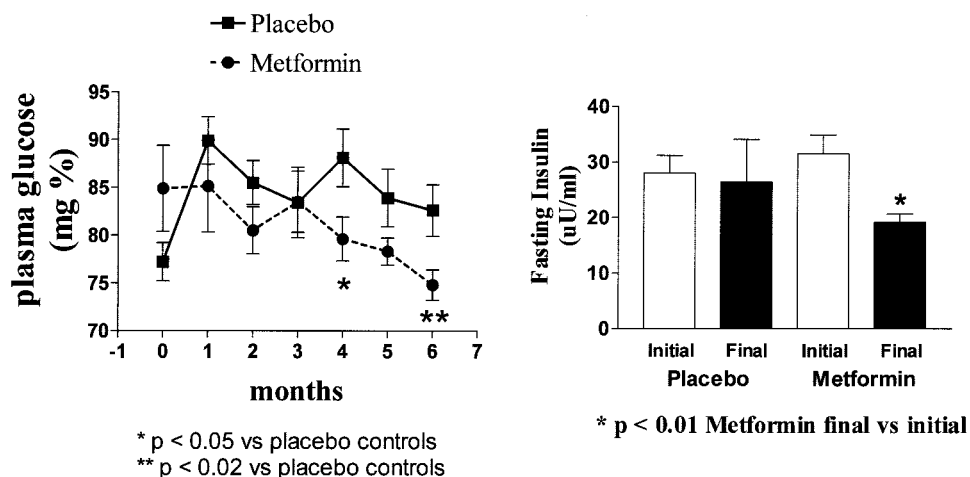 Placebo
Metformin
plasma glucose
(mg %)
95
90
85
80
75
70
*
**
-1 0 1 2 3 4 5 6 7
months
* p < 0.05 vs placebo controls
** p < 0.02 vs placebo controls
Fasting Insulin
(uU/ml)
40
30
20
10
0
*
Initial Final Initial Final
Placebo Metformin
* p < 0.01 Metformin final vs initial